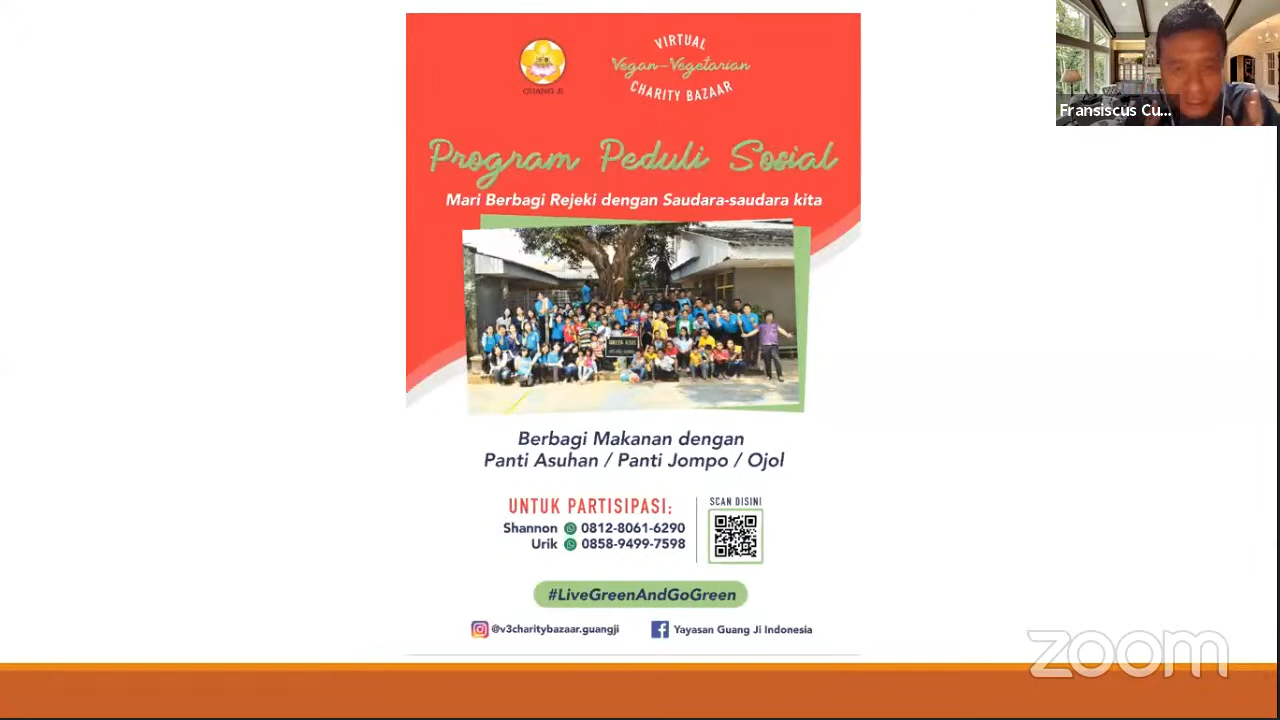 GUANG JI
VIRTUAL
Vegan-Vegetarian
CHARITY BAZAAR
Fransiscus Cu...
Program Peduli Sosial
Mari Berbagi Rejeki dengan Saudara-saudara kita
Berbagi Makanan dengan
Panti Asuhan / Panti Jompo / Ojol
UNTUK PARTISIPASI:
Shannon 0812-8061-6290
Urik 0858-9499-7598
SCAN DISINI
#LiveGreenAndGoGreen
@v3charitybazaar.guangji
Yayasan Guang Ji Indonesia
zoom